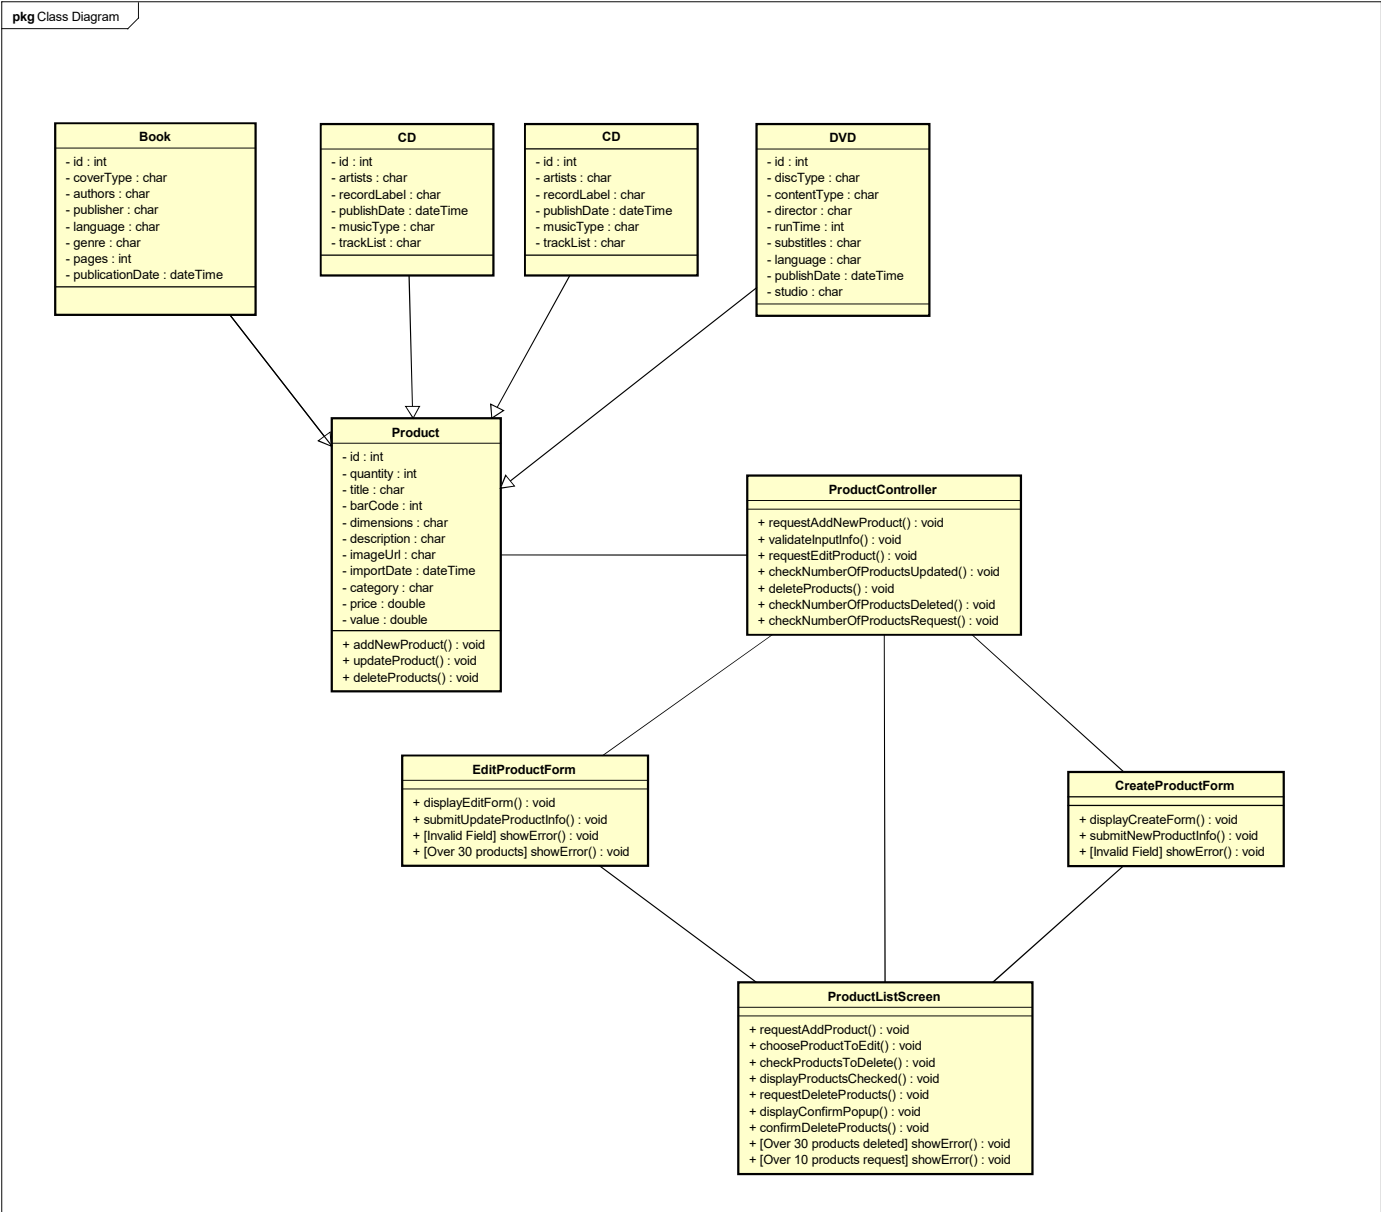 pkg Class Diagram
Book
- id : int
- coverType : char
- authors : char
- publisher : char
- language : char
- genre : char
- pages : int
- publicationDate : dateTime
CD
- id : int
- artists : char
- recordLabel : char
- publishDate : dateTime
- musicType : char
- trackList : char
CD
- id : int
- artists : char
- recordLabel : char
- publishDate : dateTime
- musicType : char
- trackList : char
DVD
- id : int
- discType : char
- contentType : char
- director : char
- runTime : int
- substitles : char
- language : char
- publishDate : dateTime
- studio : char
Product
- id : int
- quantity : int
- title : char
- barCode : int
- dimensions : char
- description : char
- imageUrl : char
- importDate : dateTime
- category : char
- price : double
- value : double
+ addNewProduct() : void
+ updateProduct() : void
+ deleteProducts() : void
ProductController
+ requestAddNewProduct() : void
+ validateInputInfo() : void
+ requestEditProduct() : void
+ checkNumberOfProductsUpdated() : void
+ deleteProducts() : void
+ checkNumberOfProductsDeleted() : void
+ checkNumberOfProductsRequest() : void
EditProductForm
+ displayEditForm() : void
+ submitUpdateProductInfo() : void
+ [Invalid Field] showError() : void
+ [Over 30 products] showError() : void
CreateProductForm
+ displayCreateForm() : void
+ submitNewProductInfo() : void
+ [Invalid Field] showError() : void
ProductListScreen
+ requestAddProduct() : void
+ chooseProductToEdit() : void
+ checkProductsToDelete() : void
+ displayProductsChecked() : void
+ requestDeleteProducts() : void
+ displayConfirmPopup() : void
+ confirmDeleteProducts() : void
+ [Over 30 products deleted] showError() : void
+ [Over 10 products request] showError() : void